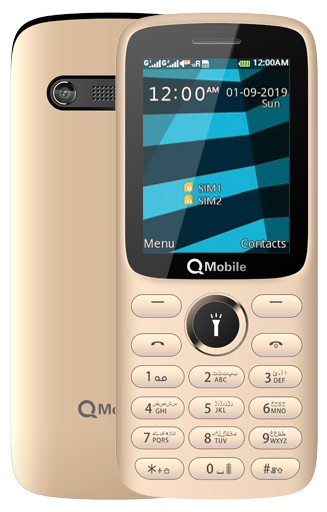 G G R 12:00AM
12:00AM 01-09-2019
Sun
SIM1
SIM2
Menu Contacts
QMobile
1
2 ABC 3 DEF
QMo
4 GHI 5 JKL 6 MNO
7 PQRS 8 TUV 9 WXYZ
*+ 0 #